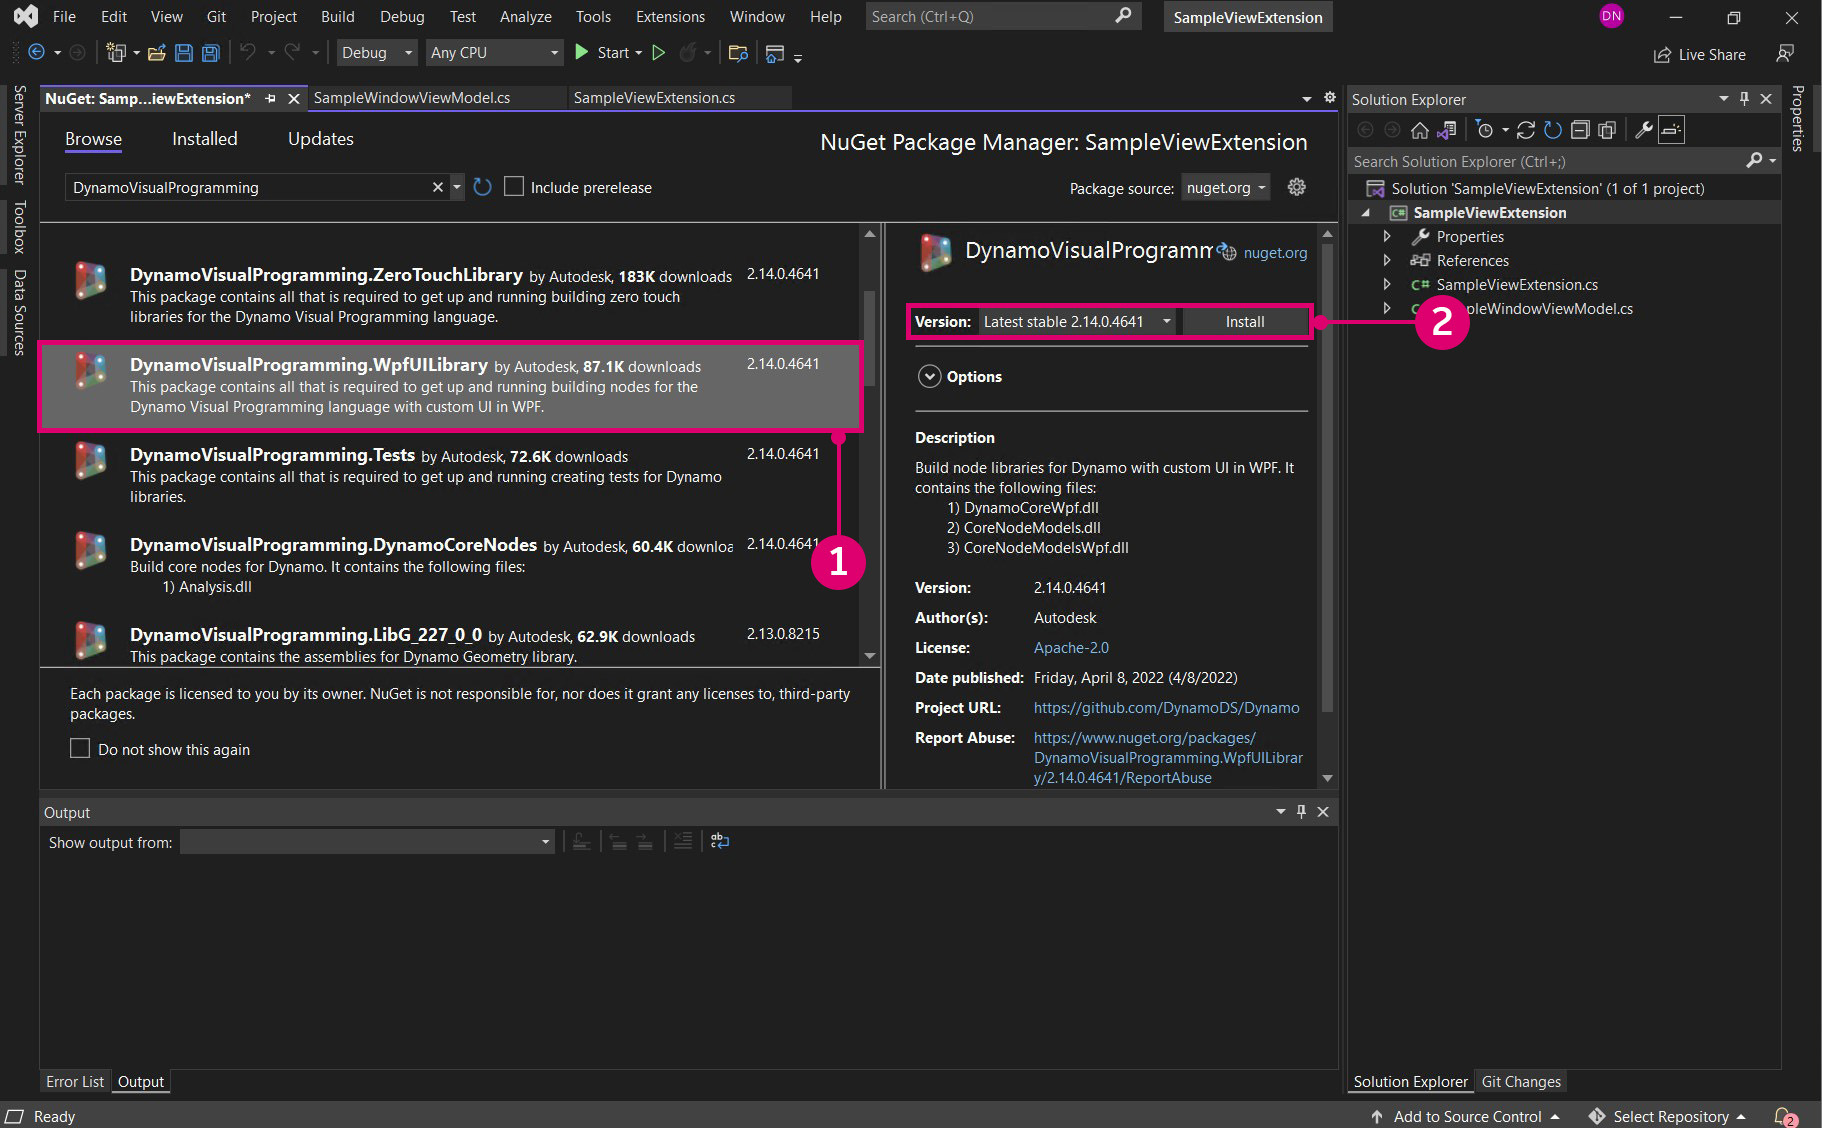 File Edit View Git Project Build Debug Test Analyze Tools Extensions Window Help Search (Ctrl+Q) SampleViewExtension DN
Debug Any CPU Start Live Share
Server Explorer
Toolbox
Data Sources
NuGet: Samp...iewExtension* SampleWindowViewModel.cs SampleViewExtension.cs
Browse Installed Updates
NuGet Package Manager: SampleViewExtension
DynamoVisualProgramming Include prerelease
Package source: nuget.org
DynamoVisualProgramming.ZeroTouchLibrary by Autodesk, 183K downloads 2.14.0.4641
This package contains all that is required to get up and running building zero touch
libraries for the Dynamo Visual Programming language.
DynamoVisualProgramming.WpfUILibrary by Autodesk, 87.1K downloads 2.14.0.4641
This package contains all that is required to get up and running building nodes for the
Dynamo Visual Programming language with custom UI in WPF.
DynamoVisualProgramming.Tests by Autodesk, 72.6K downloads 2.14.0.4641
This package contains all that is required to get up and running creating tests for Dynamo
libraries.
DynamoVisualProgramming.DynamoCoreNodes by Autodesk, 60.4K downloa 2.14.0.4641
Build core nodes for Dynamo. It contains the following files:
1) Analysis.dll
1
DynamoVisualProgramming.LibG_227_0_0 by Autodesk, 62.9K downloads 2.13.0.8215
This package contains the assemblies for Dynamo Geometry library.
Each package is licensed to you by its owner. NuGet is not responsible for, nor does it grant any licenses to, third-party
packages.
Do not show this again
DynamoVisualProgramm nuget.org
Version: Latest stable 2.14.0.4641 Install
2
Options
Description
Build node libraries for Dynamo with custom UI in WPF. It
contains the following files:
1) DynamoCoreWpf.dll
2) CoreNodeModels.dll
3) CoreNodeModelsWpf.dll
Version: 2.14.0.4641
Author(s): Autodesk
License: Apache-2.0
Date published: Friday, April 8, 2022 (4/8/2022)
Project URL: https://github.com/DynamoDS/Dynamo
Report Abuse: https://www.nuget.org/packages/
DynamoVisualProgramming.WpfUILibrar
y/2.14.0.4641/ReportAbuse
Solution Explorer
Search Solution Explorer (Ctrl+;)
Solution 'SampleViewExtension' (1 of 1 project)
C# SampleViewExtension
Properties
References
C# SampleViewExtension.cs
pleWindowViewModel.cs
Properties
Output
Show output from:
Error List Output
Solution Explorer Git Changes
Ready Add to Source Control Select Repository 2